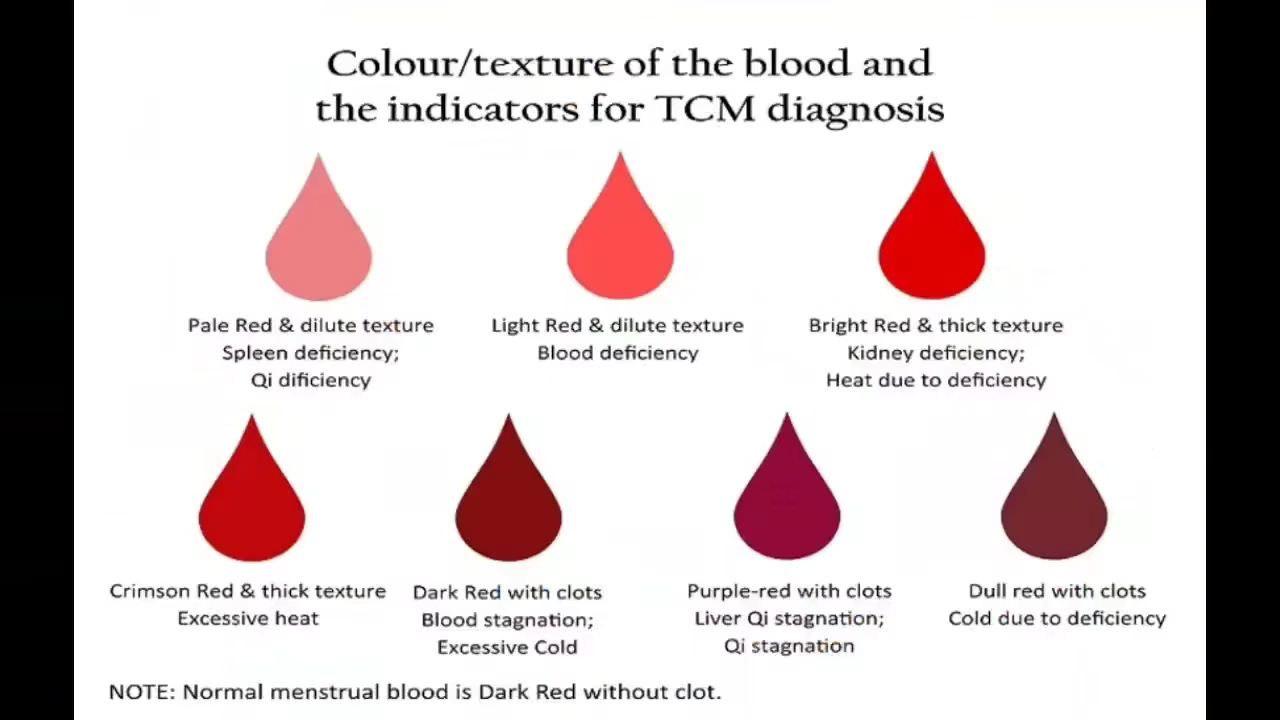 Colour/texture of the blood and
the indicators for TCM diagnosis
Pale Red & dilute texture
Spleen deficiency;
Qi dificiency
Light Red & dilute texture
Blood deficiency
Bright Red & thick texture
Kidney deficiency;
Heat due to deficiency
Crimson Red & thick texture
Excessive heat
Dark Red with clots
Blood stagnation;
Excessive Cold
Purple-red with clots
Liver Qi stagnation;
Qi stagnation
Dull red with clots
Cold due to deficiency
NOTE: Normal menstrual blood is Dark Red without clot.